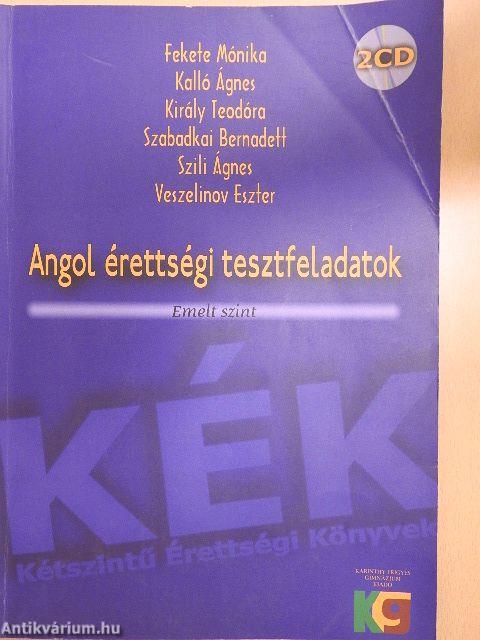 Fekete Mónika
Kalló Ágnes
Király Teodóra
Szabadkai Bernadett
Szili Ágnes
Veszelinov Eszter
2CD
Angol érettségi tesztfeladatok
Emelt szint
KÉK
Kétszintű Érettségi Könyvek
KARINTHY FRIGYES
GIMNÁZIUM
KIADÓ
KG
Antikvárium.hu